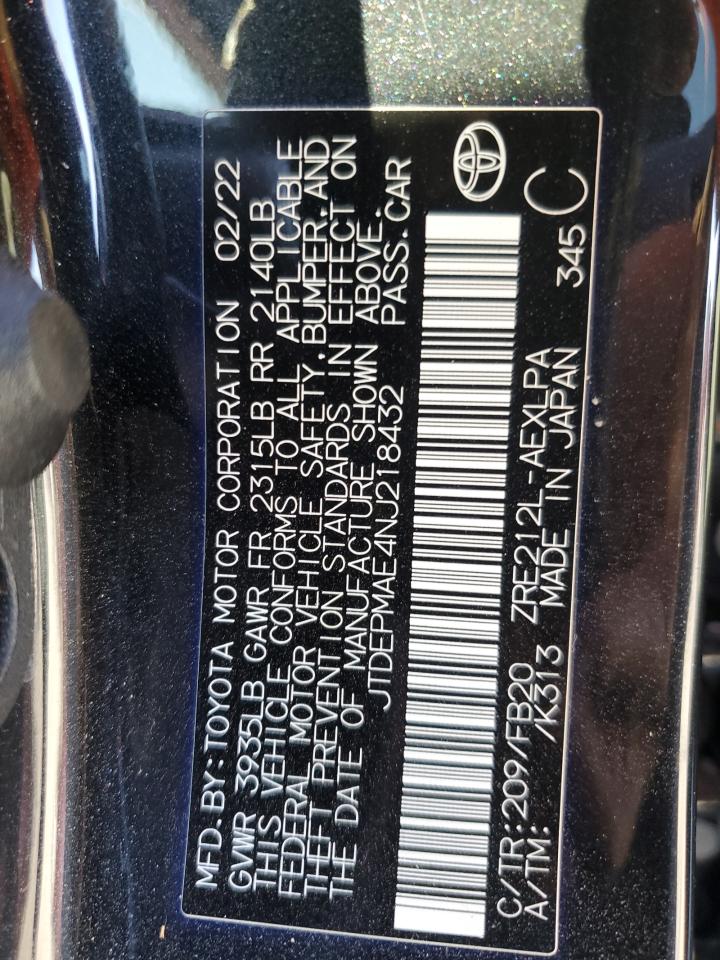 MFD. BY: TOYOTA MOTOR CORPORATION 02/22
GVWR 3935LB GAWR FR 2315LB RR 2140LB
THIS VEHICLE CONFORMS TO ALL APPLICABLE
FEDERAL MOTOR VEHICLE SAFETY, BUMPER, AND
THEFT PREVENTION STANDARDS IN EFFECT ON
THE DATE OF MANUFACTURE SHOWN ABOVE.
JTDEPMAE4NJ218432 PASS. CAR
C/TR: 209/FB20 ZRE212L-AEXLPA
A/TM: /K313 MADE IN JAPAN 345 C